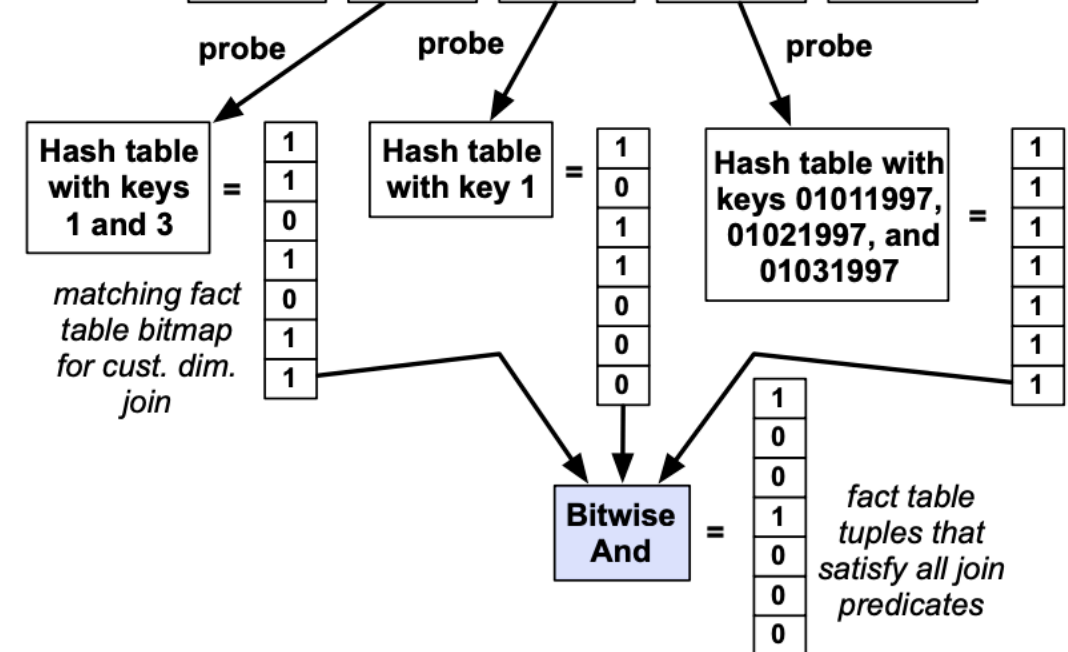 probe
probe
probe
Hash table
with keys
1 and 3
=
1
1
0
1
0
1
1
matching fact
table bitmap
for cust. dim.
join
Hash table
with key 1
=
1
0
1
1
0
0
0
Hash table with
keys 01011997,
01021997, and
01031997
=
1
1
1
1
1
1
1
Bitwise
And
=
1
0
0
1
0
0
0
fact table
tuples that
satisfy all join
predicates